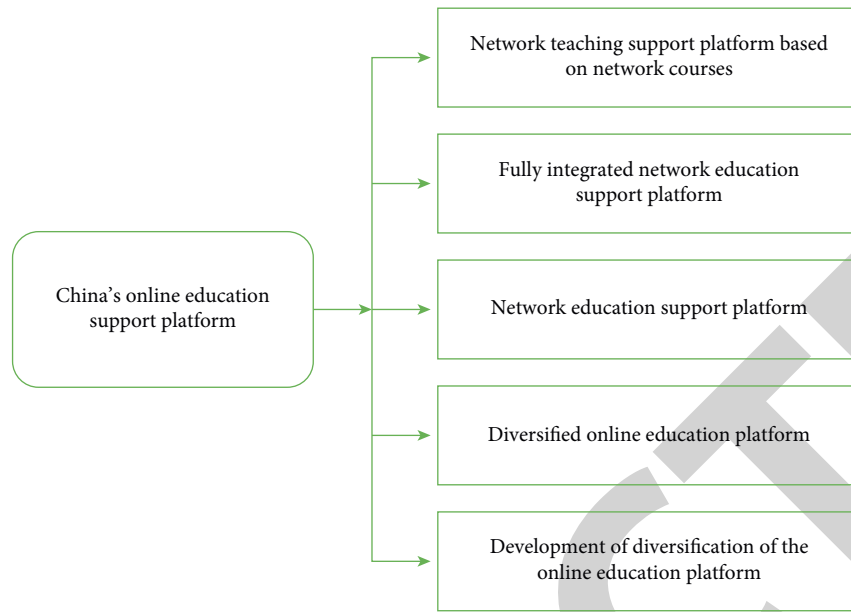 Network teaching support platform based
on network courses
Fully integrated network education
support platform
China's online education
support platform
Network education support platform
Diversified online education platform
Development of diversification of the
online education platform